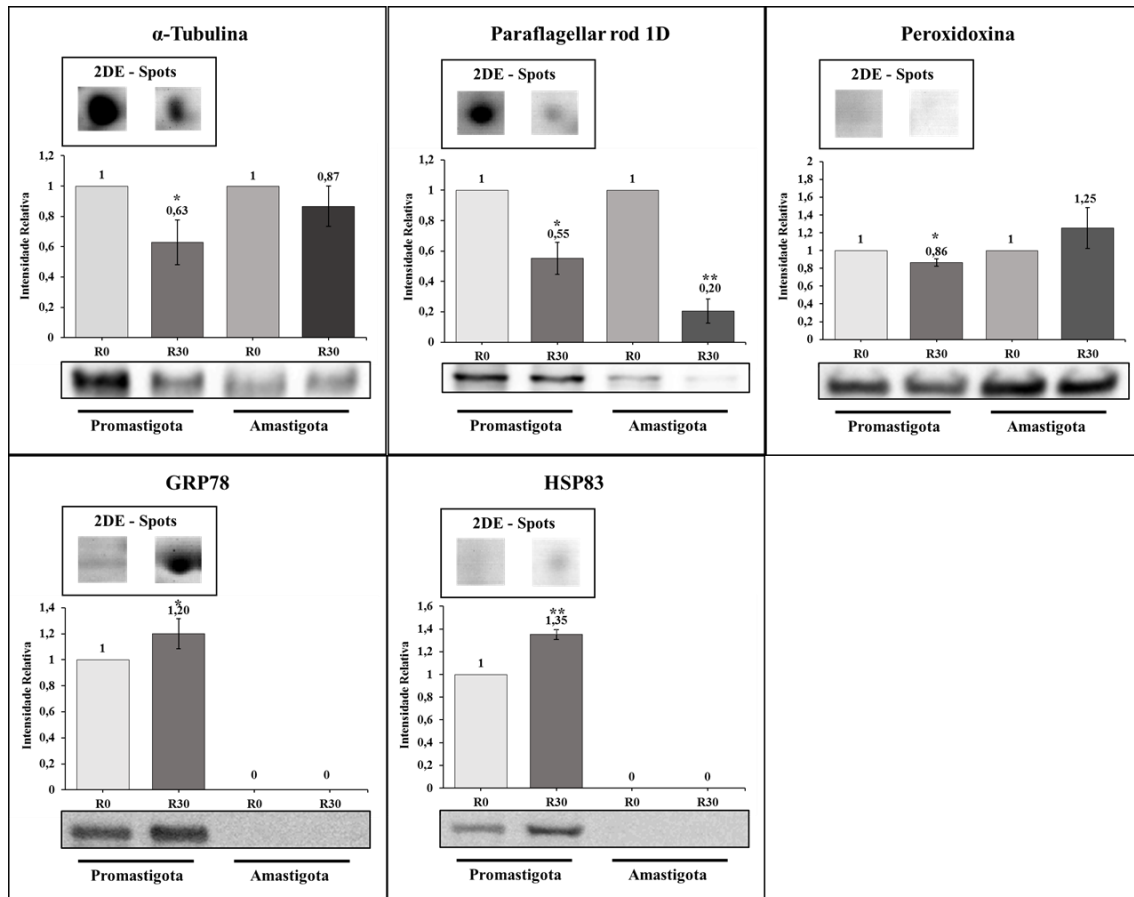 α-Tubulina
2DE - Spots
Intensidade Relativa
1,2
1
0,8
0,6
0,4
0,2
0
1
*
0,63
1
0,87
R0
R30
R0
R30
Promastigota
Amastigota
Paraflagellar rod 1D
2DE - Spots
Intensidade Relativa
1,2
1
0,8
0,6
0,4
0,2
0
1
*
0,55
1
**
0,20
R0
R30
R0
R30
Promastigota
Amastigota
Peroxidoxina
2DE - Spots
Intensidade Relativa
2
1,8
1,6
1,4
1,2
1
0,8
0,6
0,4
0,2
0
1
*
0,86
1
1,25
R0
R30
R0
R30
Promastigota
Amastigota
GRP78
2DE - Spots
Intensidade Relativa
1,4
1,2
1
0,8
0,6
0,4
0,2
0
1
*
1,20
0
0
R0
R30
R0
R30
Promastigota
Amastigota
HSP83
2DE - Spots
Intensidade Relativa
1,6
1,4
1,2
1
0,8
0,6
0,4
0,2
0
1
**
1,35
0
0
R0
R30
R0
R30
Promastigota
Amastigota